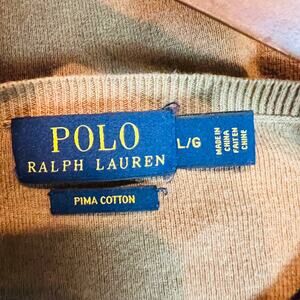 POLO
RALPH LAUREN
L/G
MADE IN
CHINA
FAIT EN
CHINE
PIMA COTTON